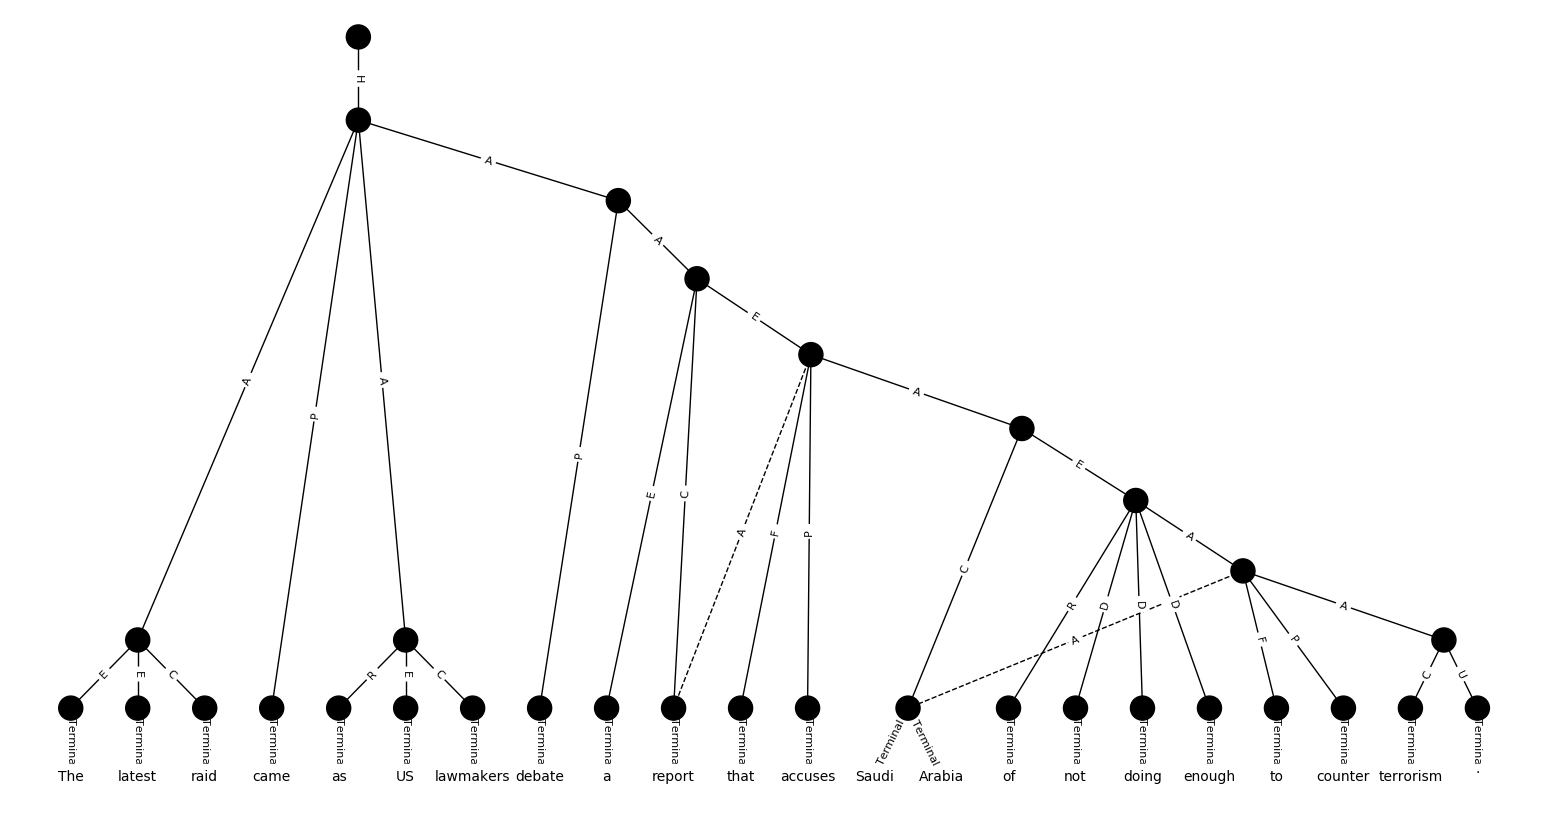 H
A
A
E
A
A
P
A
E
P
E
C
A
F
P
C
E
A
R
D
D
D
A
A
F
P
E
E
C
R
E
C
C
U
Termina Termina Termina Termina Termina Termina Termina Termina Termina Termina Termina Termina Terminal Terminal Termina Termina Termina Termina Termina Termina Termina Termina
The latest raid came as US lawmakers debate a report that accuses Saudi Arabia of not doing enough to counter terrorism .